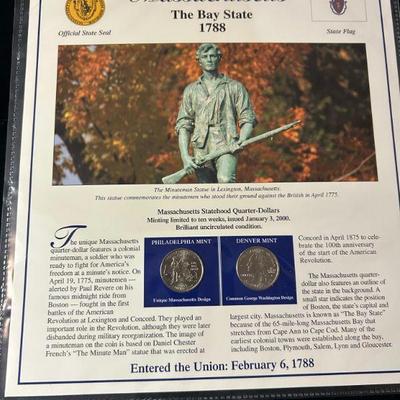 Massachusetts
The Bay State
1788
Official State Seal
State Flag
The Minuteman Statue in Lexington, Massachusetts.
This statue commemorates the minutemen who stood their ground against the British in April 1775.
Massachusetts Statehood Quarter-Dollars
Minting limited to ten weeks, issued January 3, 2000.
Brilliant uncirculated condition.
The unique Massachusetts
quarter-dollar features a colonial
minuteman, a soldier who was
ready to fight for America's
freedom at a minute's notice. On
April 19, 1775, minutemen —
alerted by Paul Revere on his
famous midnight ride from
Boston — fought in the first
battles of the American
Revolution at Lexington and Concord. They played an
important role in the Revolution, although they were later
disbanded during military reorganization. The image of
a minuteman on the coin is based on Daniel Chester
French's "The Minute Man" statue that was erected at
PHILADELPHIA MINT
Unique Massachusetts Design
DENVER MINT
Common George Washington Design
Concord in April 1875 to cele-
brate the 100th anniversary
of the start of the American
Revolution.
The Massachusetts quarter-
dollar also features an outline of
the state in the background. A
small star indicates the position
of Boston, the state's capital and
largest city. Massachusetts is known as "The Bay State"
because of the 65-mile-long Massachusetts Bay that
stretches from Cape Ann to Cape Cod. Many of the
earliest colonial towns were established along the bay,
including Boston, Plymouth, Salem, Lynn and Gloucester.
Entered the Union: February 6, 1788